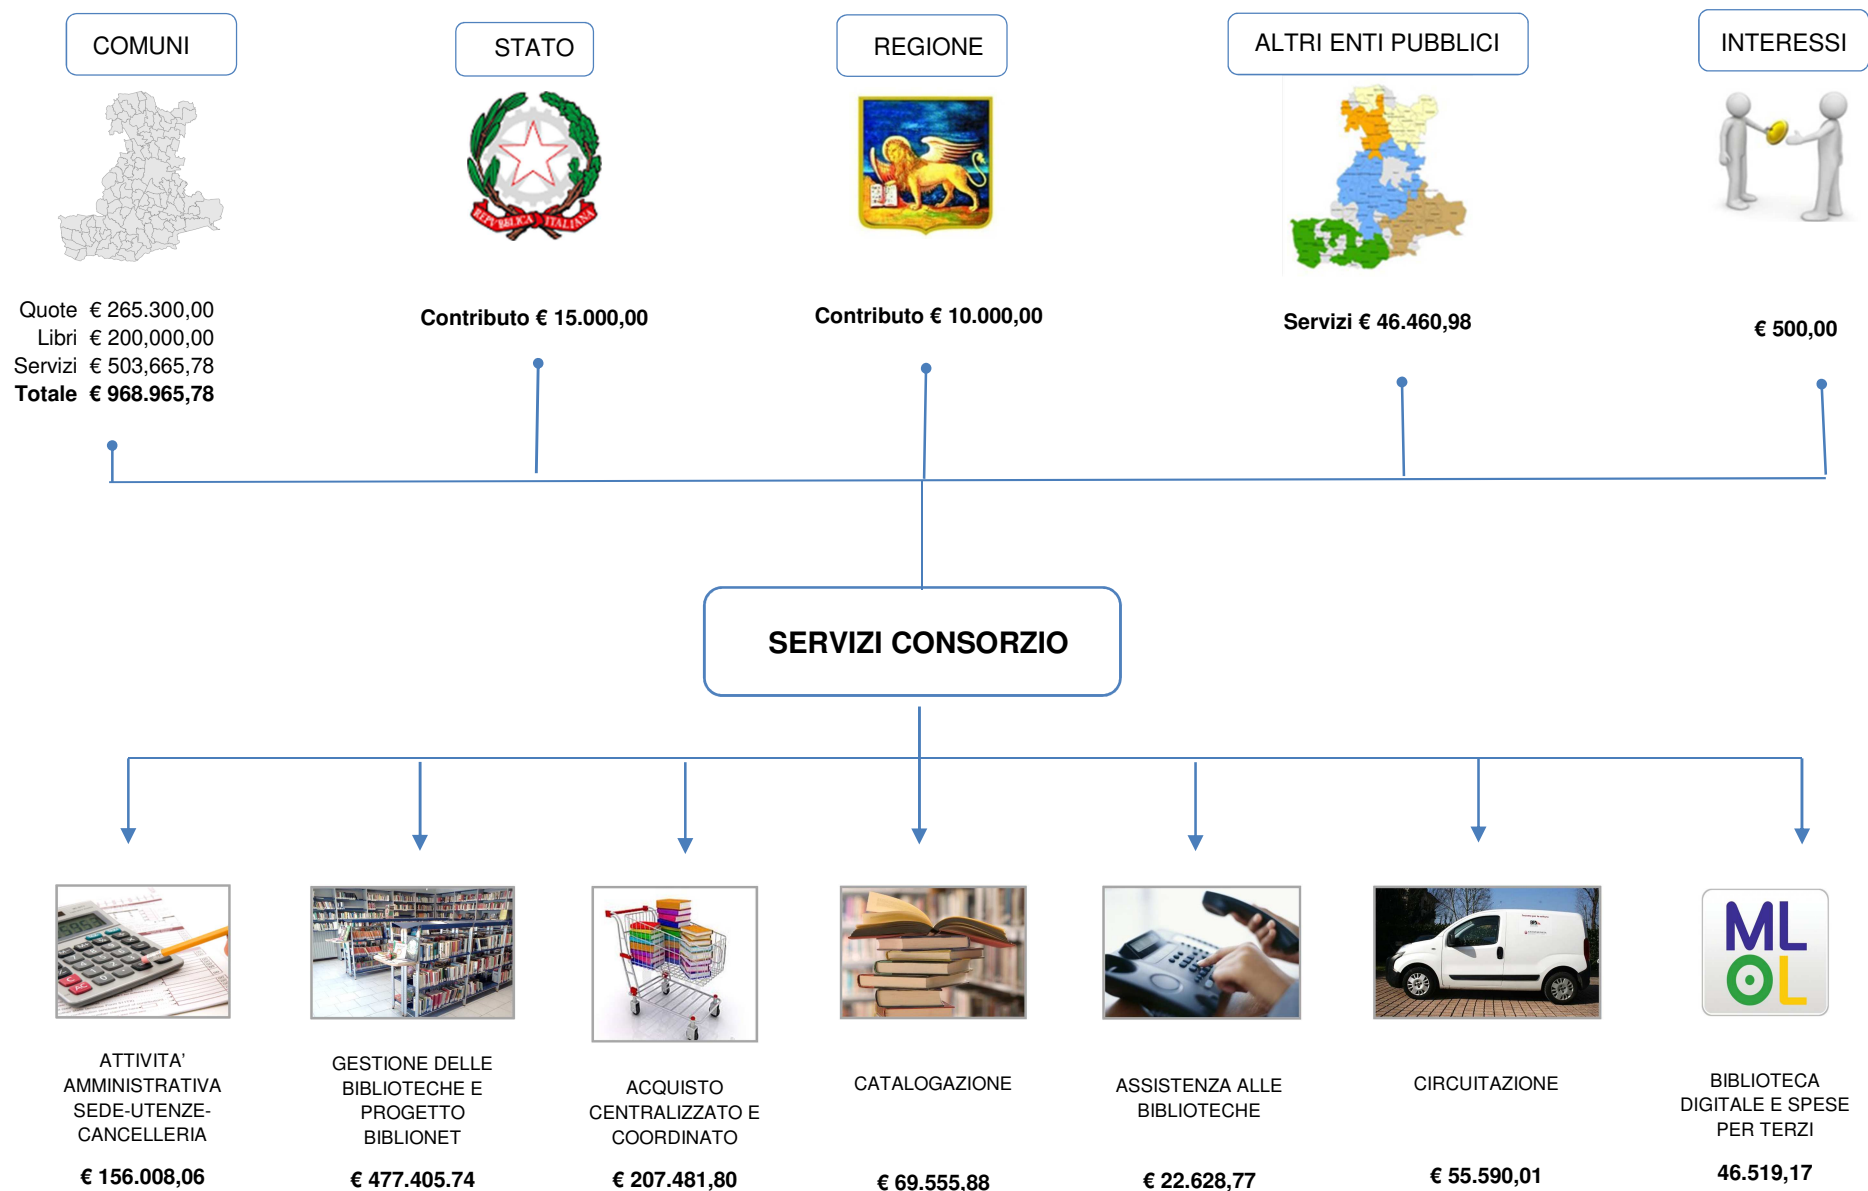 COMUNI
STATO
REGIONE
ALTRI ENTI PUBBLICI
INTERESSI
REPVBBLICA ITALIANA
Quote € 265.300,00
Libri € 200,000,00
Servizi € 503,665,78
Totale € 968.965,78
Contributo € 15.000,00
Contributo € 10.000,00
Servizi € 46.460,98
€ 500,00
SERVIZI CONSORZIO
ML
OL
ATTIVITA’
AMMINISTRATIVA
SEDE-UTENZE-
CANCELLERIA
€ 156.008,06
GESTIONE DELLE
BIBLIOTECHE E
PROGETTO
BIBLIONET
€ 477.405.74
ACQUISTO
CENTRALIZZATO E
COORDINATO
€ 207.481,80
CATALOGAZIONE
€ 69.555,88
ASSISTENZA ALLE
BIBLIOTECHE
€ 22.628,77
CIRCUITAZIONE
€ 55.590,01
BIBLIOTECA
DIGITALE E SPESE
PER TERZI
46.519,17